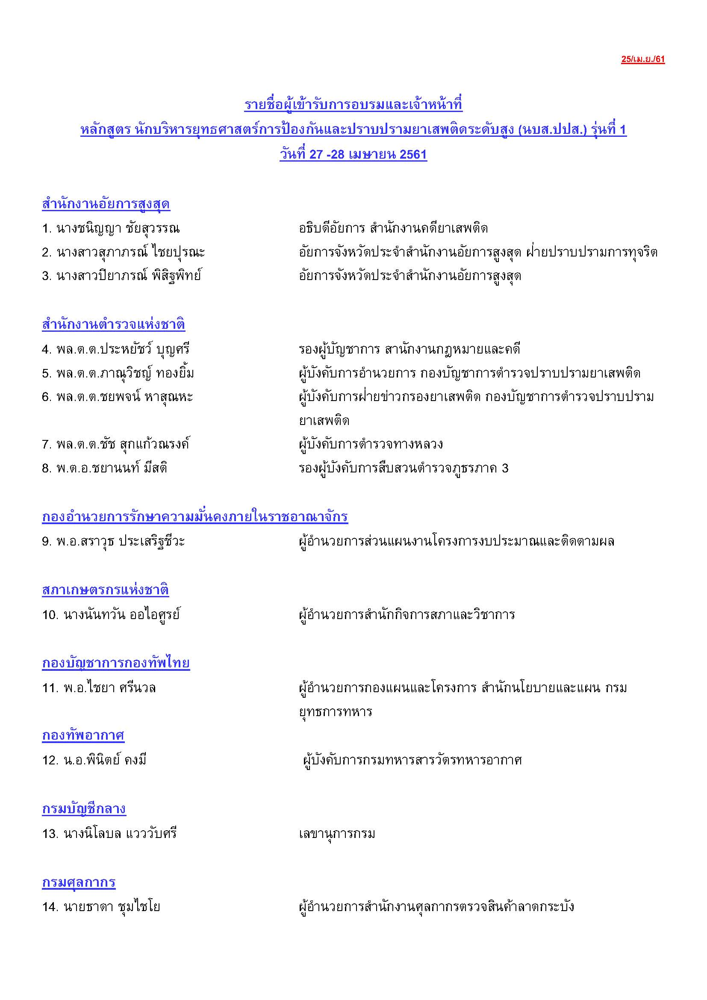 25/เม.ย./61
รายชื่อผู้เข้ารับการอบรมและเจ้าหน้าที่
หลักสูตร นักบริหารยุทธศาสตร์การป้องกันและปราบปรามยาเสพติดระดับสูง (นบส.ปปส.) รุ่นที่ 1
วันที่ 27 -28 เมษายน 2561
สำนักงานอัยการสูงสุด
1. นางชนิญญา ชัยสุวรรณ อธิบดีอัยการ สำนักงานคดียาเสพติด
2. นางสาวสุภาภรณ์ ไชยปุรณะ อัยการจังหวัดประจำสำนักงานอัยการสูงสุด ฝ่ายปราบปรามการทุจริต
3. นางสาวปิยาภรณ์ พิสิฐพิทย์ อัยการจังหวัดประจำสำนักงานอัยการสูงสุด
สำนักงานตำรวจแห่งชาติ
4. พล.ต.ต.ประหยัชว์ บุญศรี รองผู้บัญชาการ สานักงานกฎหมายและคดี
5. พล.ต.ต.ภาณุวิชญ์ ทองยิ้ม ผู้บังคับการอำนวยการ กองบัญชาการตำรวจปราบปรามยาเสพติด
6. พล.ต.ต.ชยพจน์ หาสุณหะ ผู้บังคับการฝ่ายข่าวกรองยาเสพติด กองบัญชาการตำรวจปราบปราม
ยาเสพติด
7. พล.ต.ต.ชัช สุกแก้วณรงค์ ผู้บังคับการตำรวจทางหลวง
8. พ.ต.อ.ชยานนท์ มีสติ รองผู้บังคับการสืบสวนตำรวจภูธรภาค 3
กองอำนวยการรักษาความมั่นคงภายในราชอาณาจักร
9. พ.อ.สราวุธ ประเสริฐชีวะ ผู้อำนวยการส่วนแผนงานโครงการงบประมาณและติดตามผล
สภาเกษตรกรแห่งชาติ
10. นางนันทวัน ออไอศูรย์ ผู้อำนวยการสำนักกิจการสภาและวิชาการ
กองบัญชาการกองทัพไทย
11. พ.อ.ไชยา ศรีนวล ผู้อำนวยการกองแผนและโครงการ สำนักนโยบายและแผน กรม
ยุทธการทหาร
กองทัพอากาศ
12. น.อ.พินิตย์ คงมี ผู้บังคับการกรมทหารสารวัตรทหารอากาศ
กรมบัญชีกลาง
13. นางนิโลบล แวววับศรี เลขานุการกรม
กรมศุลกากร
14. นายธาดา ชุมไชโย ผู้อำนวยการสำนักงานศุลกากรตรวจสินค้าลาดกระบัง